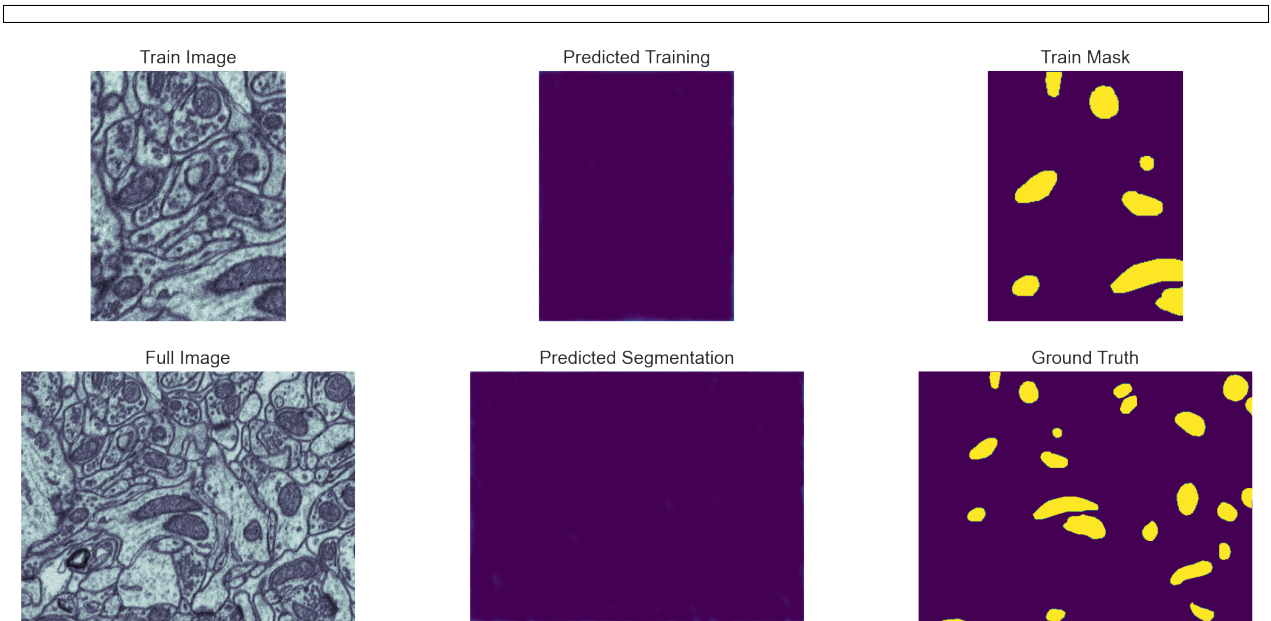 Train Image
Predicted Training
Train Mask
Full Image
Predicted Segmentation
Ground Truth